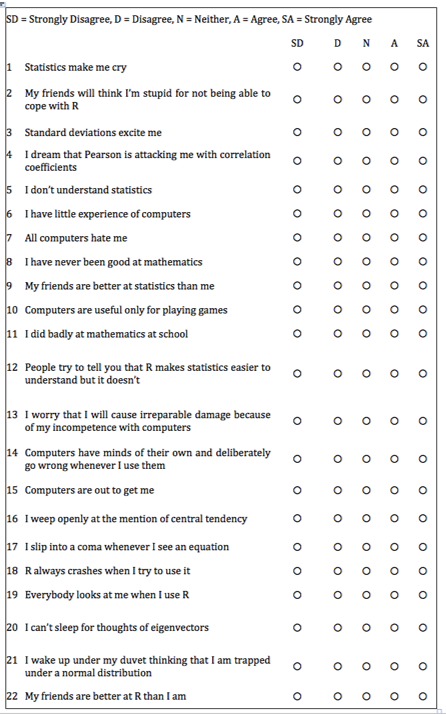 SD = Strongly Disagree, D = Disagree, N = Neither, A = Agree, SA = Strongly Agree
SD D N A SA
1 Statistics make me cry
2 My friends will think I'm stupid for not being able to
cope with R
3 Standard deviations excite me
4 I dream that Pearson is attacking me with correlation
coefficients
5 I don't understand statistics
6 I have little experience of computers
7 All computers hate me
8 I have never been good at mathematics
9 My friends are better at statistics than me
10 Computers are useful only for playing games
11 I did badly at mathematics at school
12 People try to tell you that R makes statistics easier to
understand but it doesn't
13 I worry that I will cause irreparable damage because
of my incompetence with computers
14 Computers have minds of their own and deliberately
go wrong whenever I use them
15 Computers are out to get me
16 I weep openly at the mention of central tendency
17 I slip into a coma whenever I see an equation
18 R always crashes when I try to use it
19 Everybody looks at me when I use R
20 I can't sleep for thoughts of eigenvectors
21 I wake up under my duvet thinking that I am trapped
under a normal distribution
22 My friends are better at R than I am